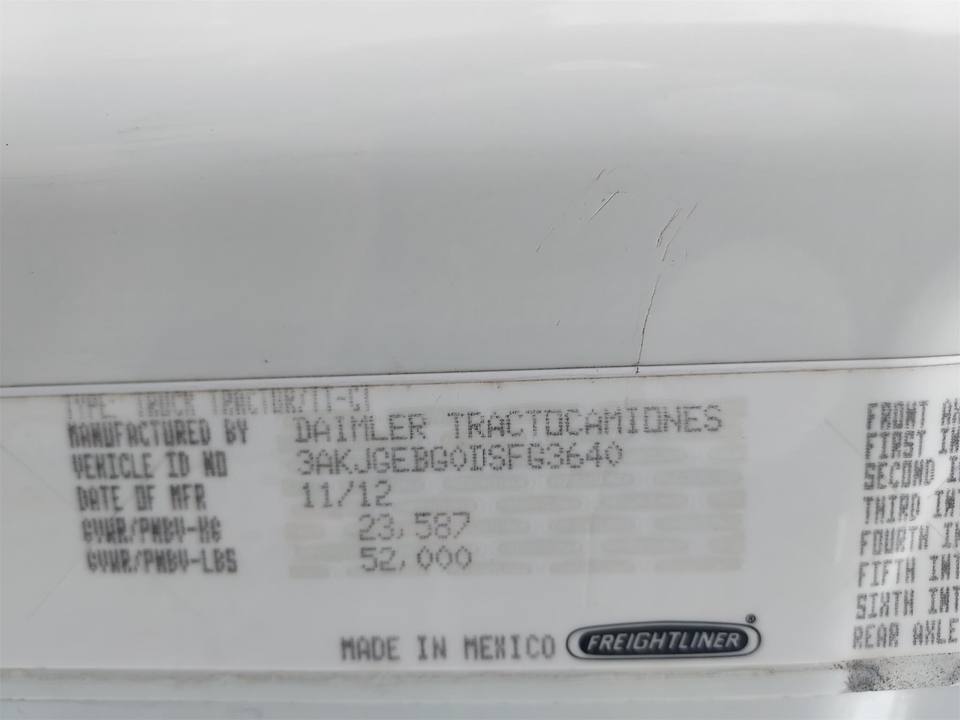 TYPE: TRUCK TRACTOR/TT-CT
MANUFACTURED BY DAIMLER TRACTOCAMIONES
VEHICLE ID NO 3AKJGEBG0DSFG3640
DATE OF MFR 11/12
GVWR/PNBV-KG 23,587
GVWR/PNBV-LBS 52,000
MADE IN MEXICO FREIGHTLINER®
FRONT AX
FIRST IN
SECOND I
THIRD INT
FOURTH IN
FIFTH INT
SIXTH INT
REAR AXLE